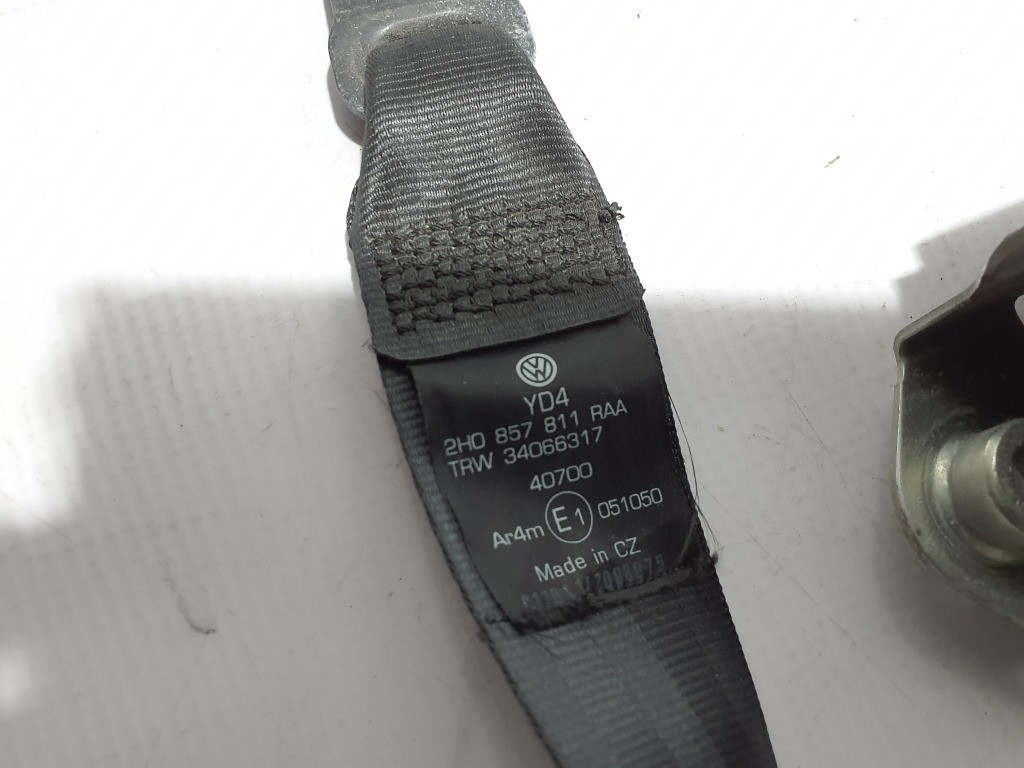 YD4
2H0 857 811 RAA
TRW 34066317
40700
Ar4m E1 051050
Made in CZ